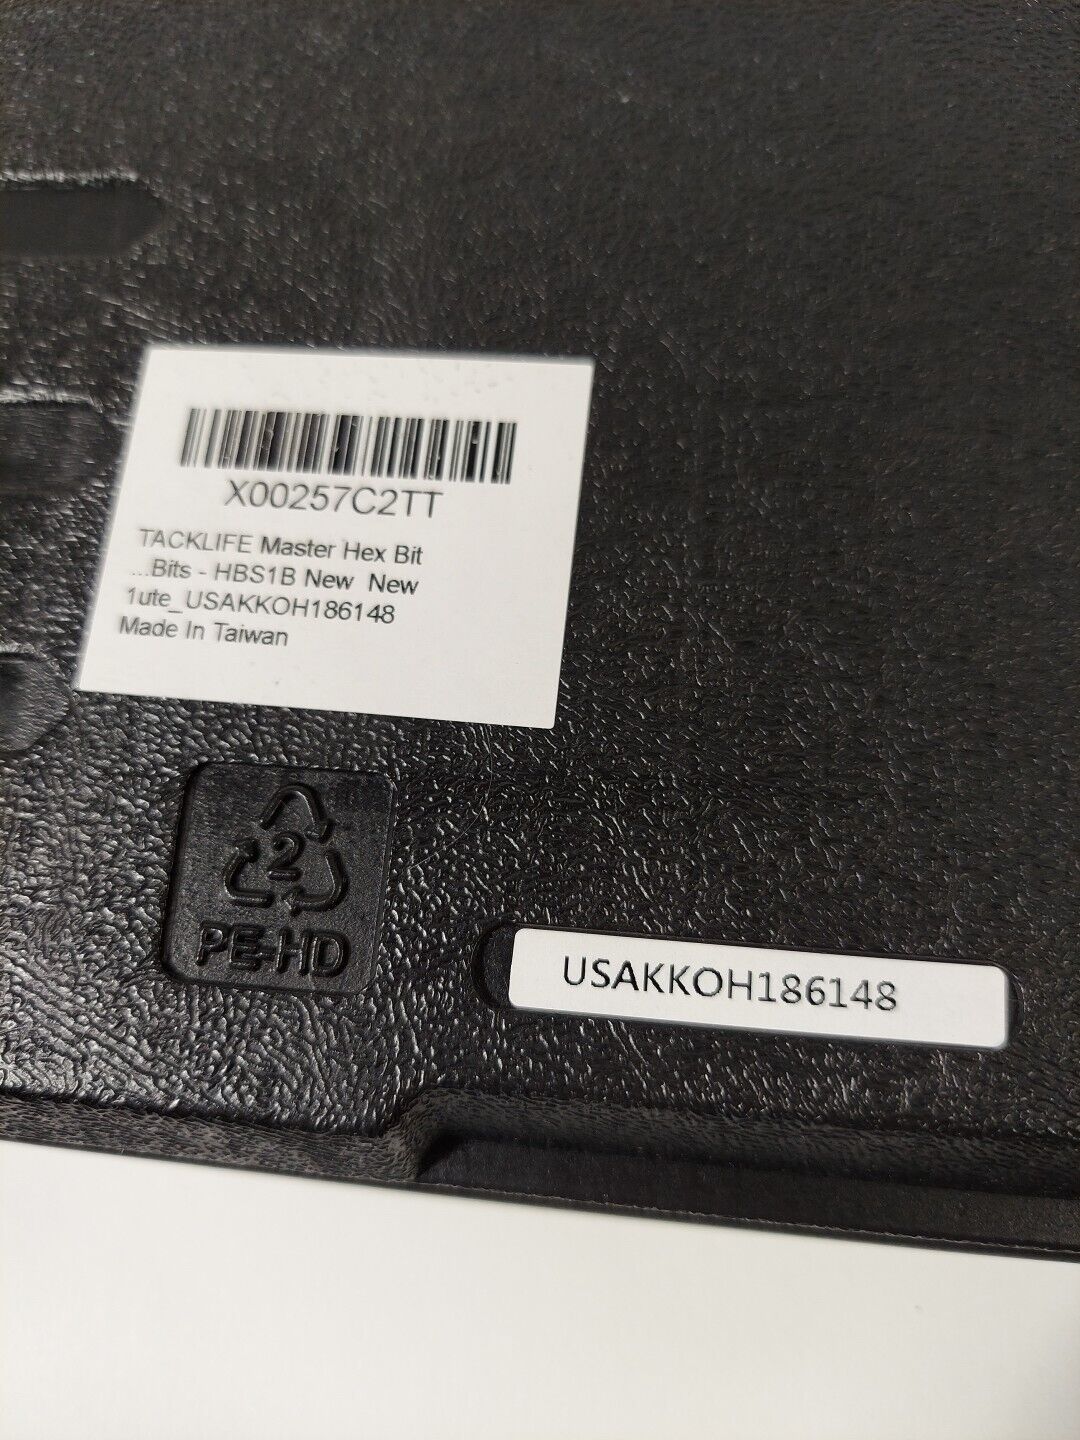 X00257C2TT
TACKLIFE Master Hex Bit
...Bits - HBS1B New New
1ute_USAKKOH186148
Made In Taiwan
2
PE-HD
USAKKOH186148